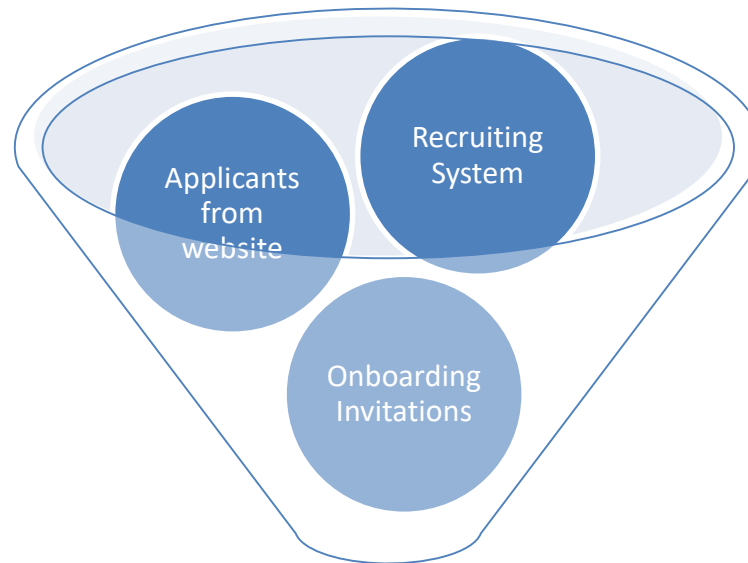 Recruiting
System
Applicants
from
website
Onboarding
Invitations